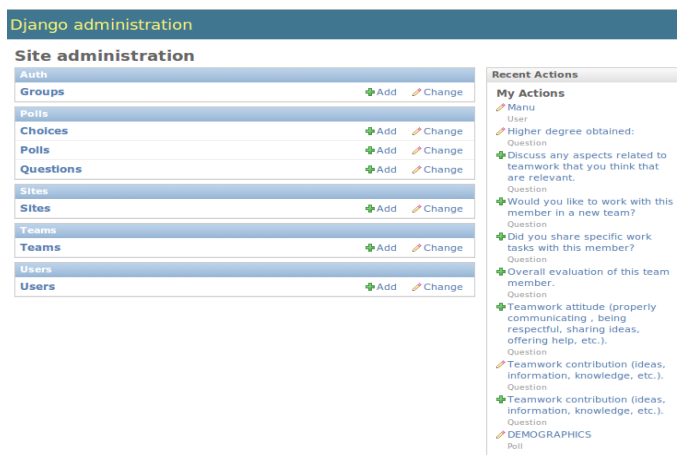 Django administration
Site administration
Auth
Groups Add Change
Polls
Choices Add Change
Polls Add Change
Questions Add Change
Sites
Sites Add Change
Teams
Teams Add Change
Users
Users Add Change
Recent Actions
My Actions
Manu
User
Higher degree obtained:
Question
Discuss any aspects related to
teamwork that you think that
are relevant.
Question
Would you like to work with this
member in a new team?
Question
Did you share specific work
tasks with this member?
Question
Overall evaluation of this team
member.
Question
Teamwork attitude (properly
communicating , being
respectful, sharing ideas,
offering help, etc.).
Question
Teamwork contribution (ideas,
information, knowledge, etc.).
Question
Teamwork contribution (ideas,
information, knowledge, etc.).
Question
DEMOGRAPHICS
Poll